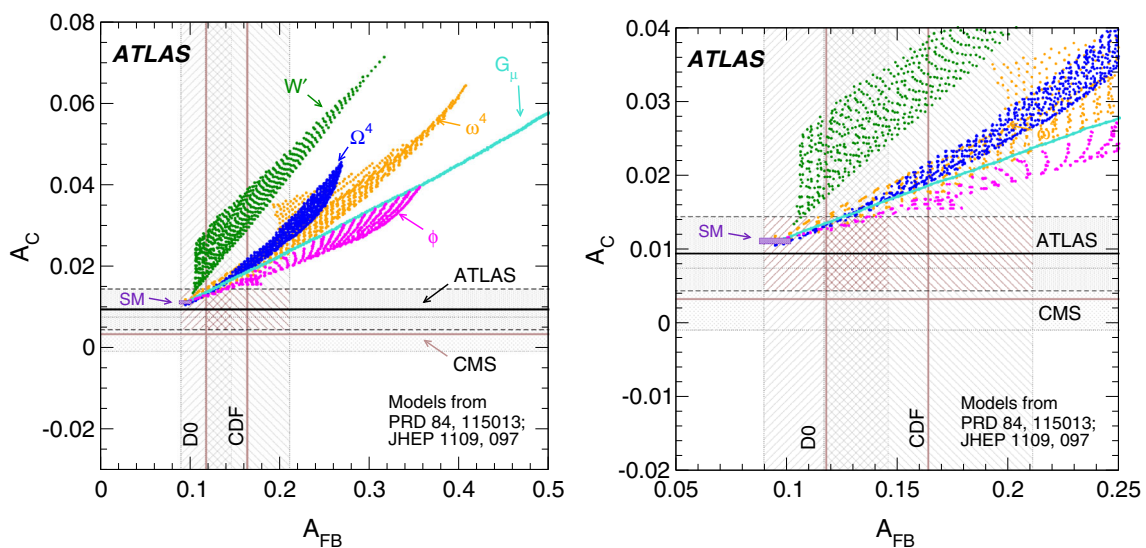 ATLAS
A_C
0.08
0.06
0.04
0.02
0
-0.02
W′
Ω⁴
ω⁴
G_μ
ϕ
SM
ATLAS
CMS
D0
CDF
Models from
PRD 84, 115013;
JHEP 1109, 097
0 0.1 0.2 0.3 0.4 0.5
A_FB
ATLAS
A_C
0.04
0.03
0.02
0.01
0
-0.01
-0.02
SM
ATLAS
CMS
D0
CDF
Models from
PRD 84, 115013;
JHEP 1109, 097
0.05 0.1 0.15 0.2 0.25
A_FB